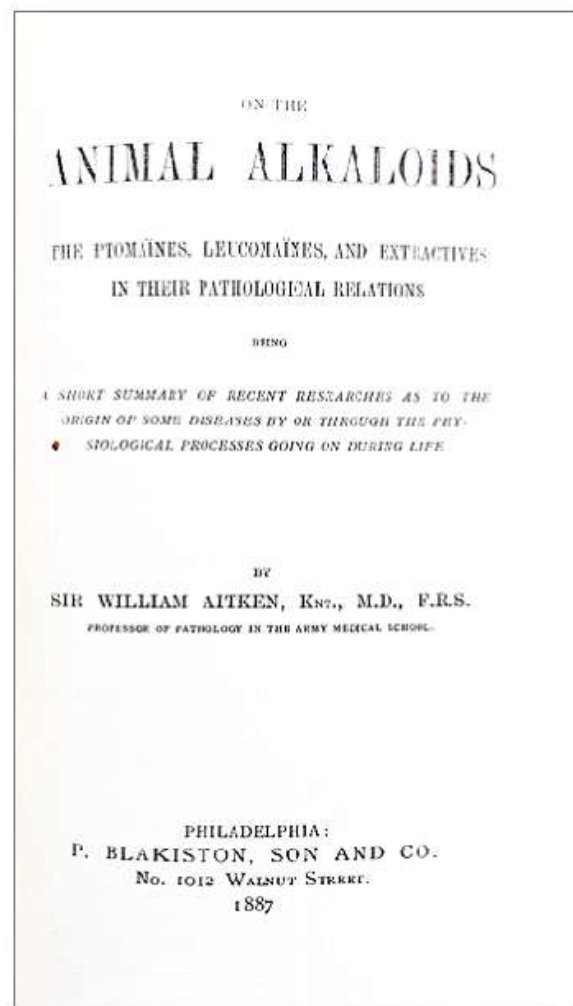 ON THE
ANIMAL ALKALOIDS
THE PTOMAÏNES, LEUCOMAÏNES, AND EXTRACTIVES
IN THEIR PATHOLOGICAL RELATIONS
BEING
A SHORT SUMMARY OF RECENT RESEARCHES AS TO THE
ORIGIN OF SOME DISEASES BY OR THROUGH THE PHY-
SIOLOGICAL PROCESSES GOING ON DURING LIFE
BY
SIR WILLIAM AITKEN, KNT., M.D., F.R.S.
PROFESSOR OF PATHOLOGY IN THE ARMY MEDICAL SCHOOL.
PHILADELPHIA:
P. BLAKISTON, SON AND CO.
No. 1012 WALNUT STREET.
1887